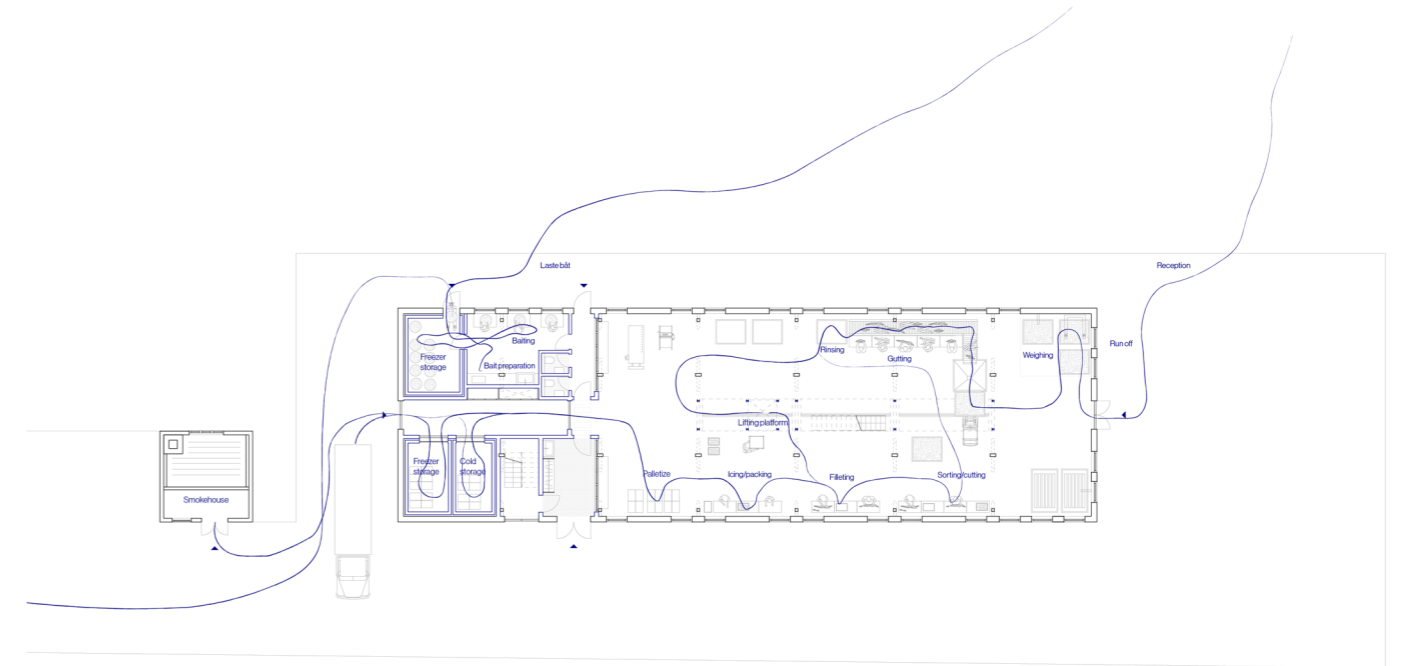 Laste båt
Reception
Run off
Baiting
Rinsing
Gutting
Weighing
Freezer
storage
Bait preparation
Lifting platform
Freezer
storage
Cold
storage
Palletize
Icing/packing
Filleting
Sorting/cutting
Smokehouse